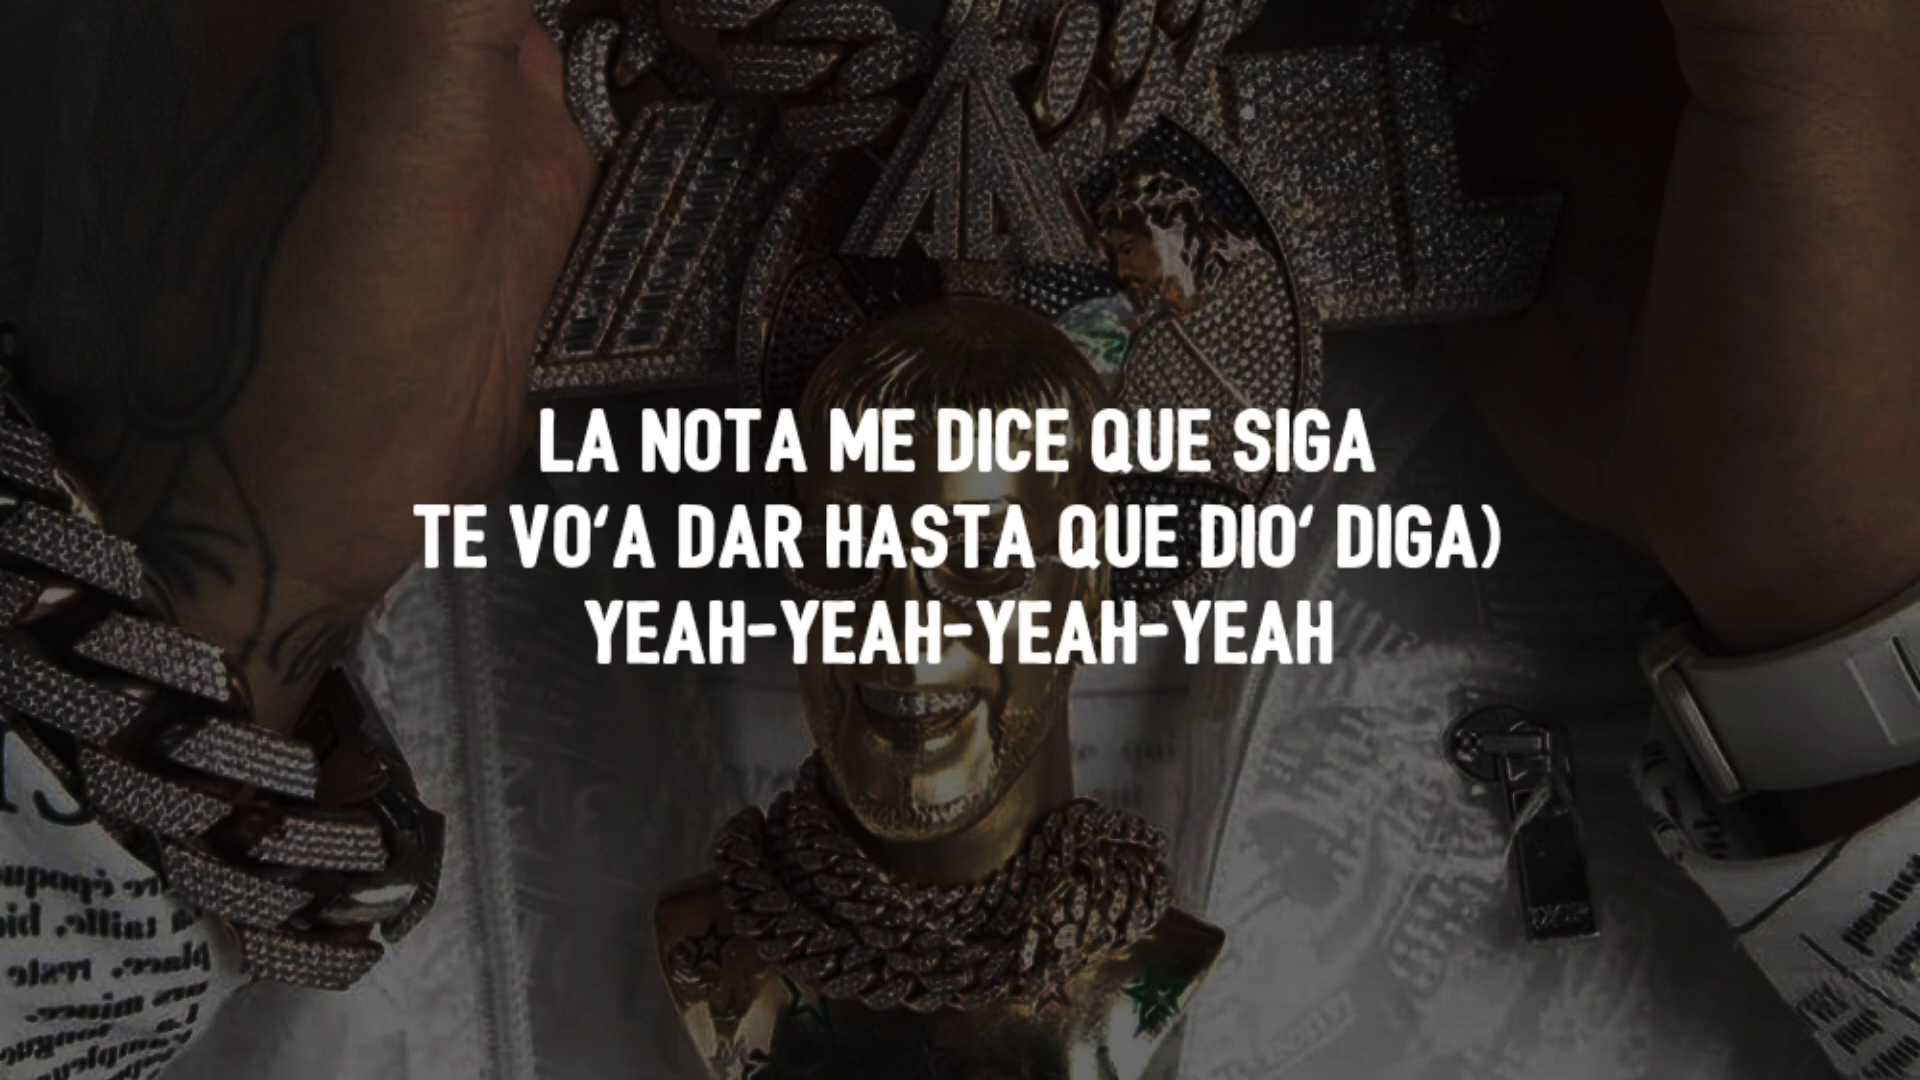 LA NOTA ME DICE QUE SIGA
TE VO'A DAR HASTA QUE DIO' DIGA)
YEAH-YEAH-YEAH-YEAH